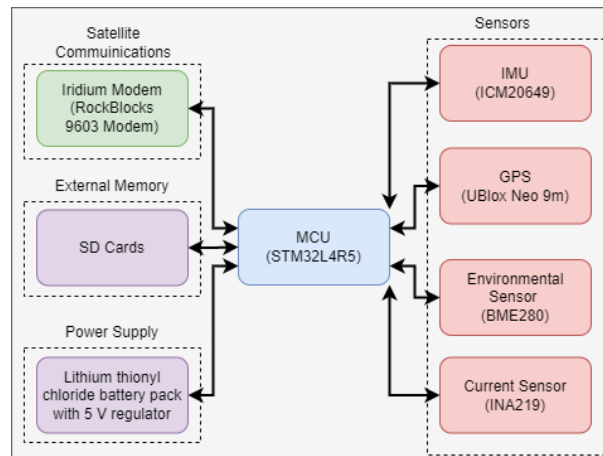 Satellite
Commuinications
Iridium Modem
(RockBlocks
9603 Modem)
External Memory
SD Cards
Power Supply
Lithium thionyl
chloride battery pack
with 5 V regulator
MCU
(STM32L4R5)
Sensors
IMU
(ICM20649)
GPS
(UBlox Neo 9m)
Environmental
Sensor
(BME280)
Current Sensor
(INA219)